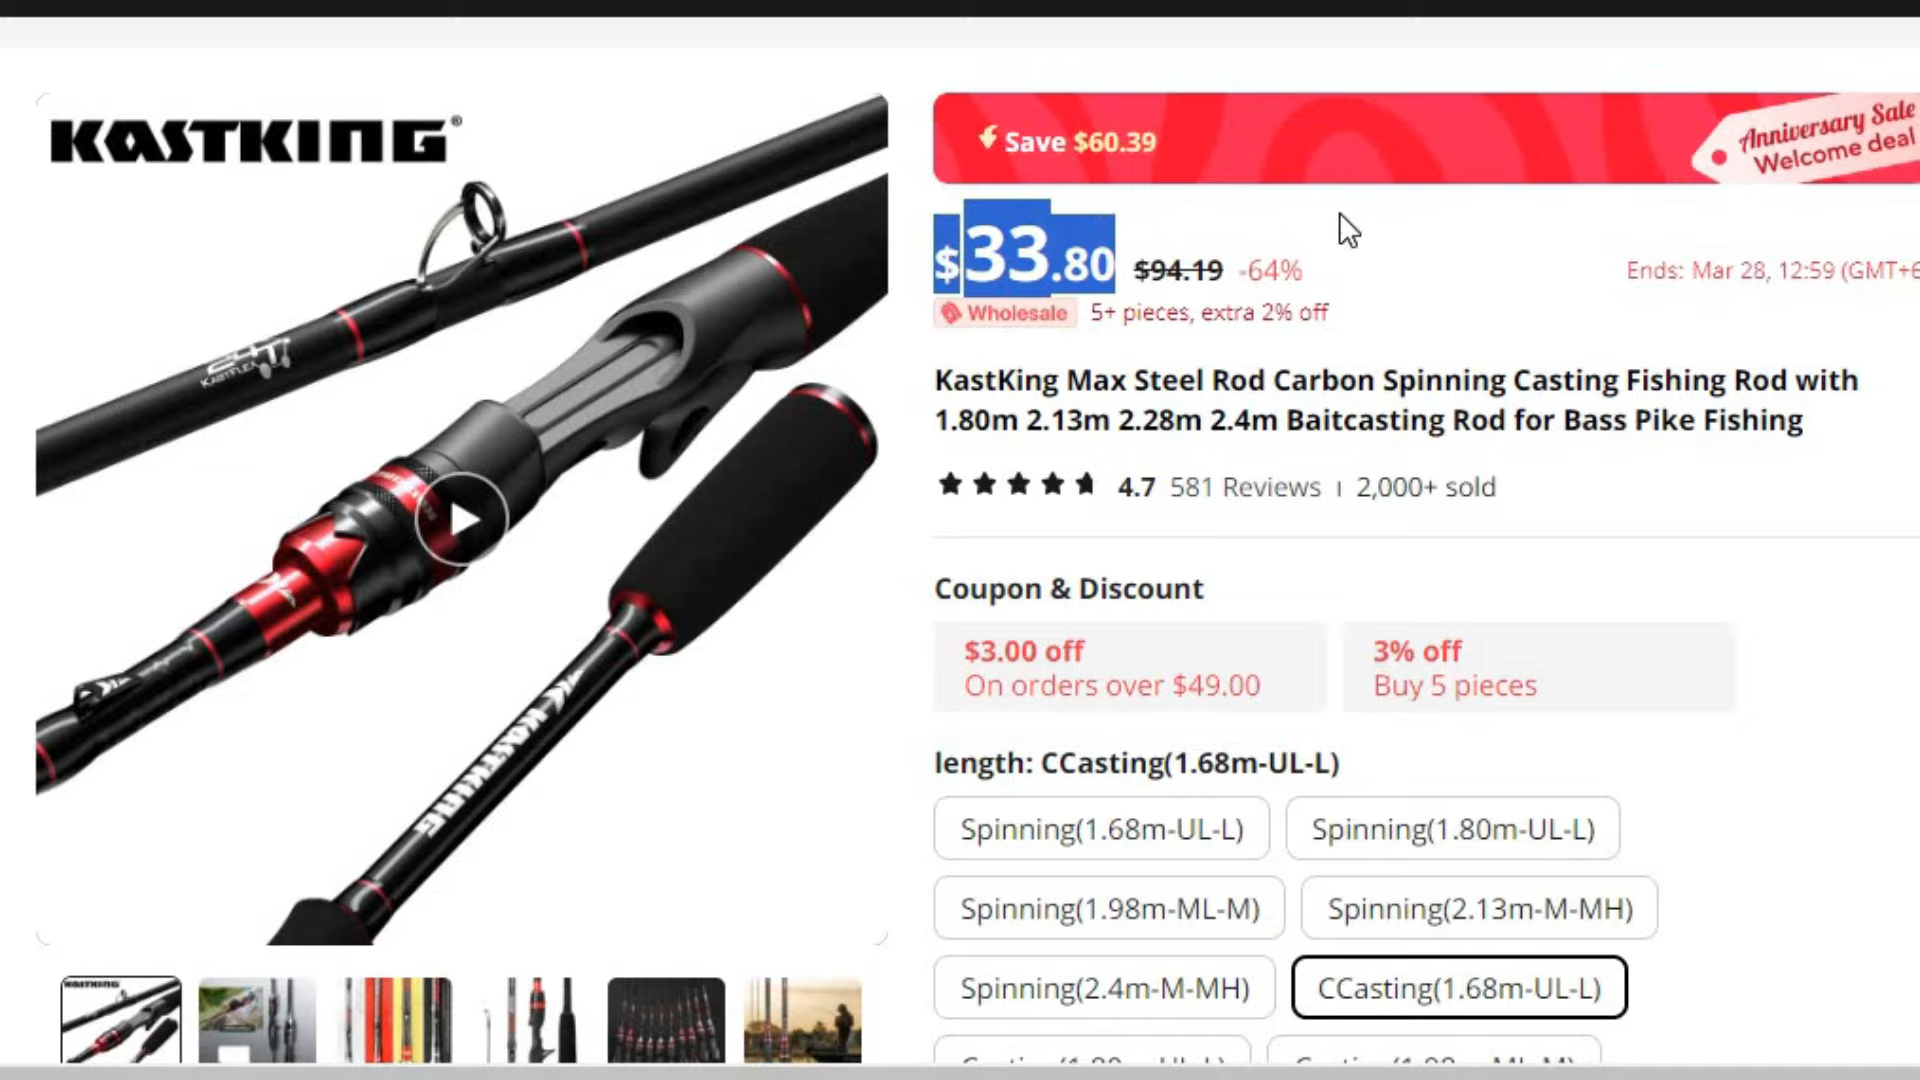 KASTKING®
24T
KASTFLEX
KASTKING
Save $60.39
Anniversary Sale
Welcome deal
$33.80 $94.19 -64%
Ends: Mar 28, 12:59 (GMT+6
Wholesale 5+ pieces, extra 2% off
KastKing Max Steel Rod Carbon Spinning Casting Fishing Rod with
1.80m 2.13m 2.28m 2.4m Baitcasting Rod for Bass Pike Fishing
4.7 581 Reviews | 2,000+ sold
Coupon & Discount
$3.00 off
On orders over $49.00
3% off
Buy 5 pieces
length: CCasting(1.68m-UL-L)
Spinning(1.68m-UL-L) Spinning(1.80m-UL-L)
Spinning(1.98m-ML-M) Spinning(2.13m-M-MH)
Spinning(2.4m-M-MH) CCasting(1.68m-UL-L)
KASTKING